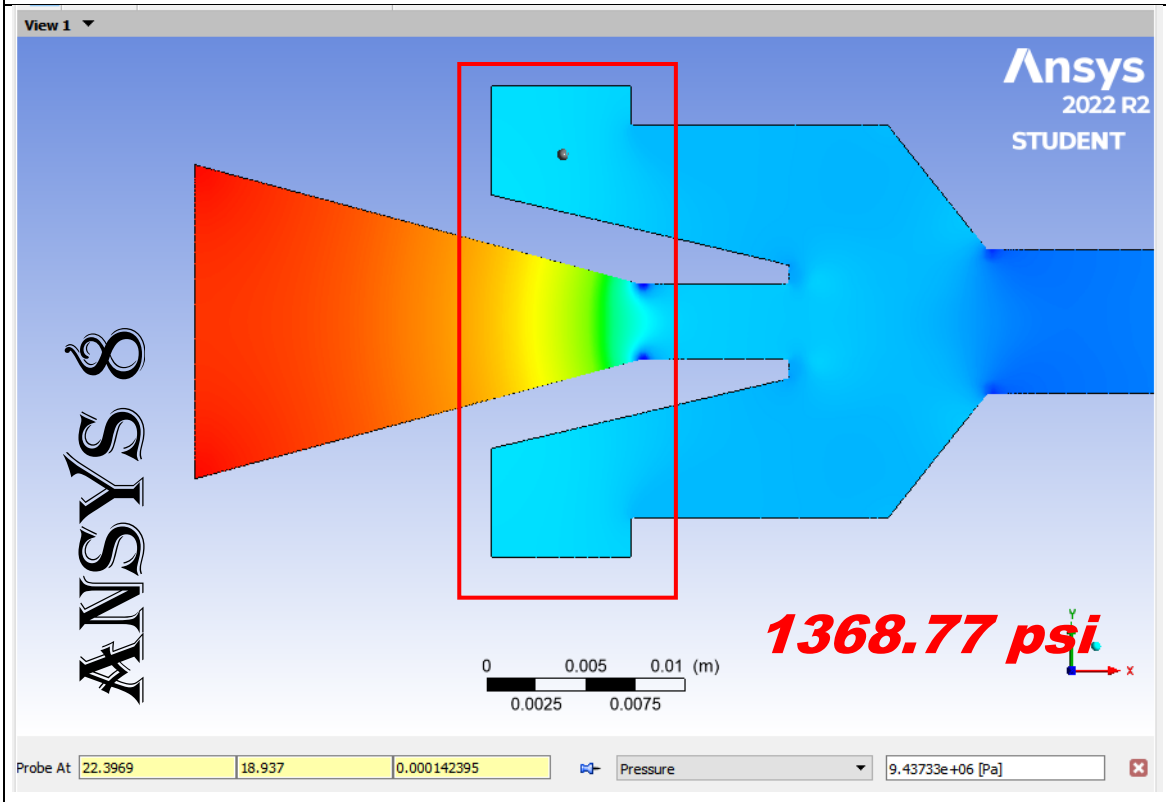 View 1
Ansys
2022 R2
STUDENT
ANSYS 8
1368.77 psi
Y
X
0 0.005 0.01 (m)
0.0025 0.0075
Probe At 22.3969 18.937 0.000142395 Pressure 9.43733e+06 [Pa]